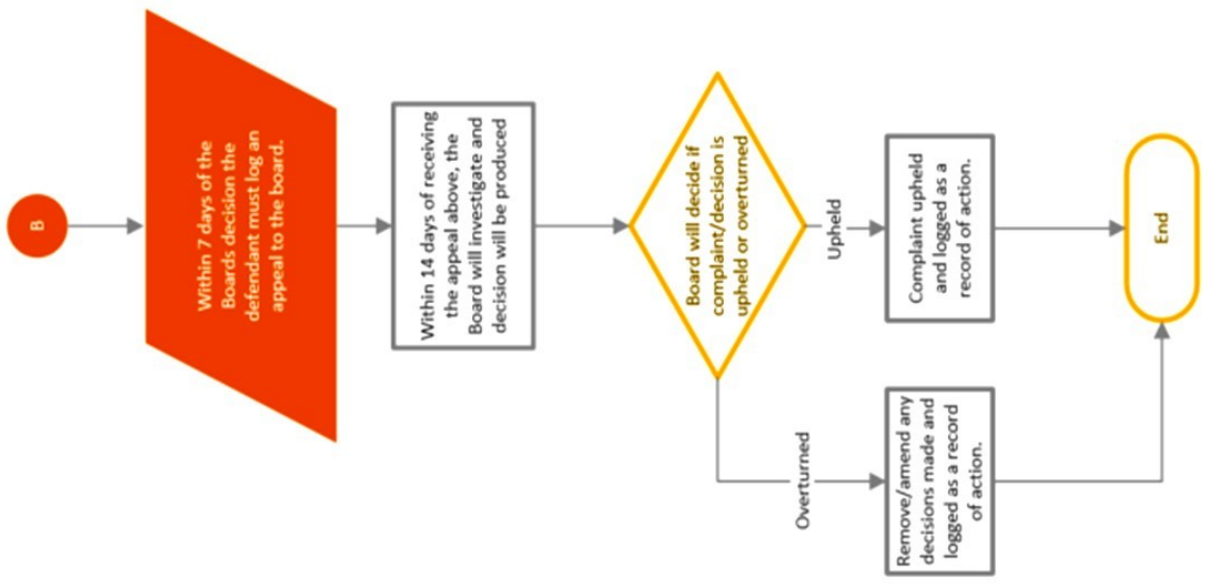 B
Within 7 days of the
Boards decision the
defendant must log an
appeal to the board.
Within 14 days of receiving
the appeal above, the
Board will investigate and
decision will be produced
Board will decide if
complaint/decision is
upheld or overturned
Upheld
Complaint upheld
and logged as a
record of action.
Overturned
Remove/amend any
decisions made and
logged as a record
of action.
End